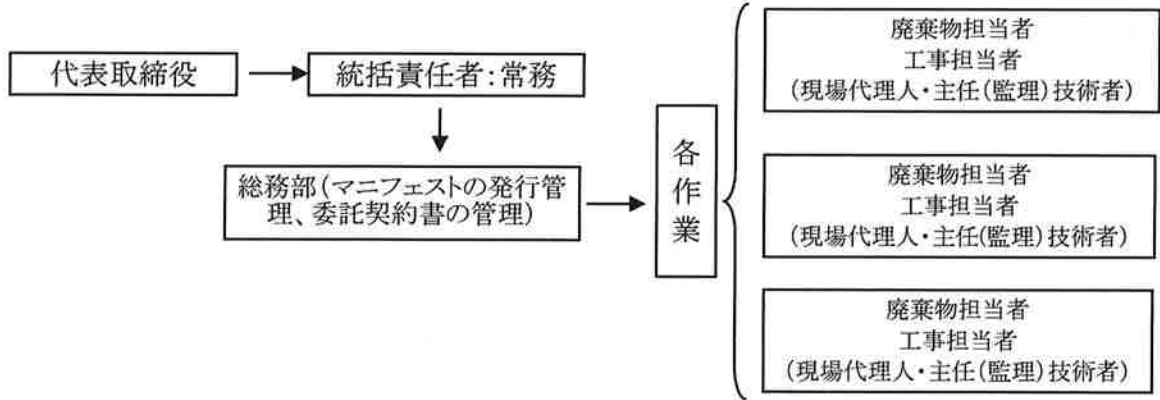 代表取締役
統括責任者:常務
総務部(マニフェストの発行管
理、委託契約書の管理)
各
作
業
廃棄物担当者
工事担当者
(現場代理人・主任(監理)技術者)
廃棄物担当者
工事担当者
(現場代理人・主任(監理)技術者)
廃棄物担当者
工事担当者
(現場代理人・主任(監理)技術者)